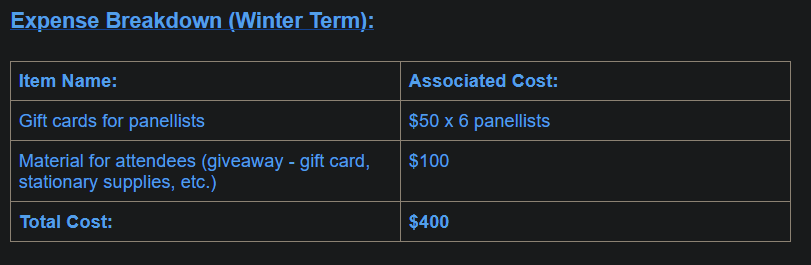 Expense Breakdown (Winter Term):
Item Name:
Associated Cost:
Gift cards for panellists
$50 x 6 panellists
Material for attendees (giveaway - gift card,
stationary supplies, etc.)
$100
Total Cost:
$400